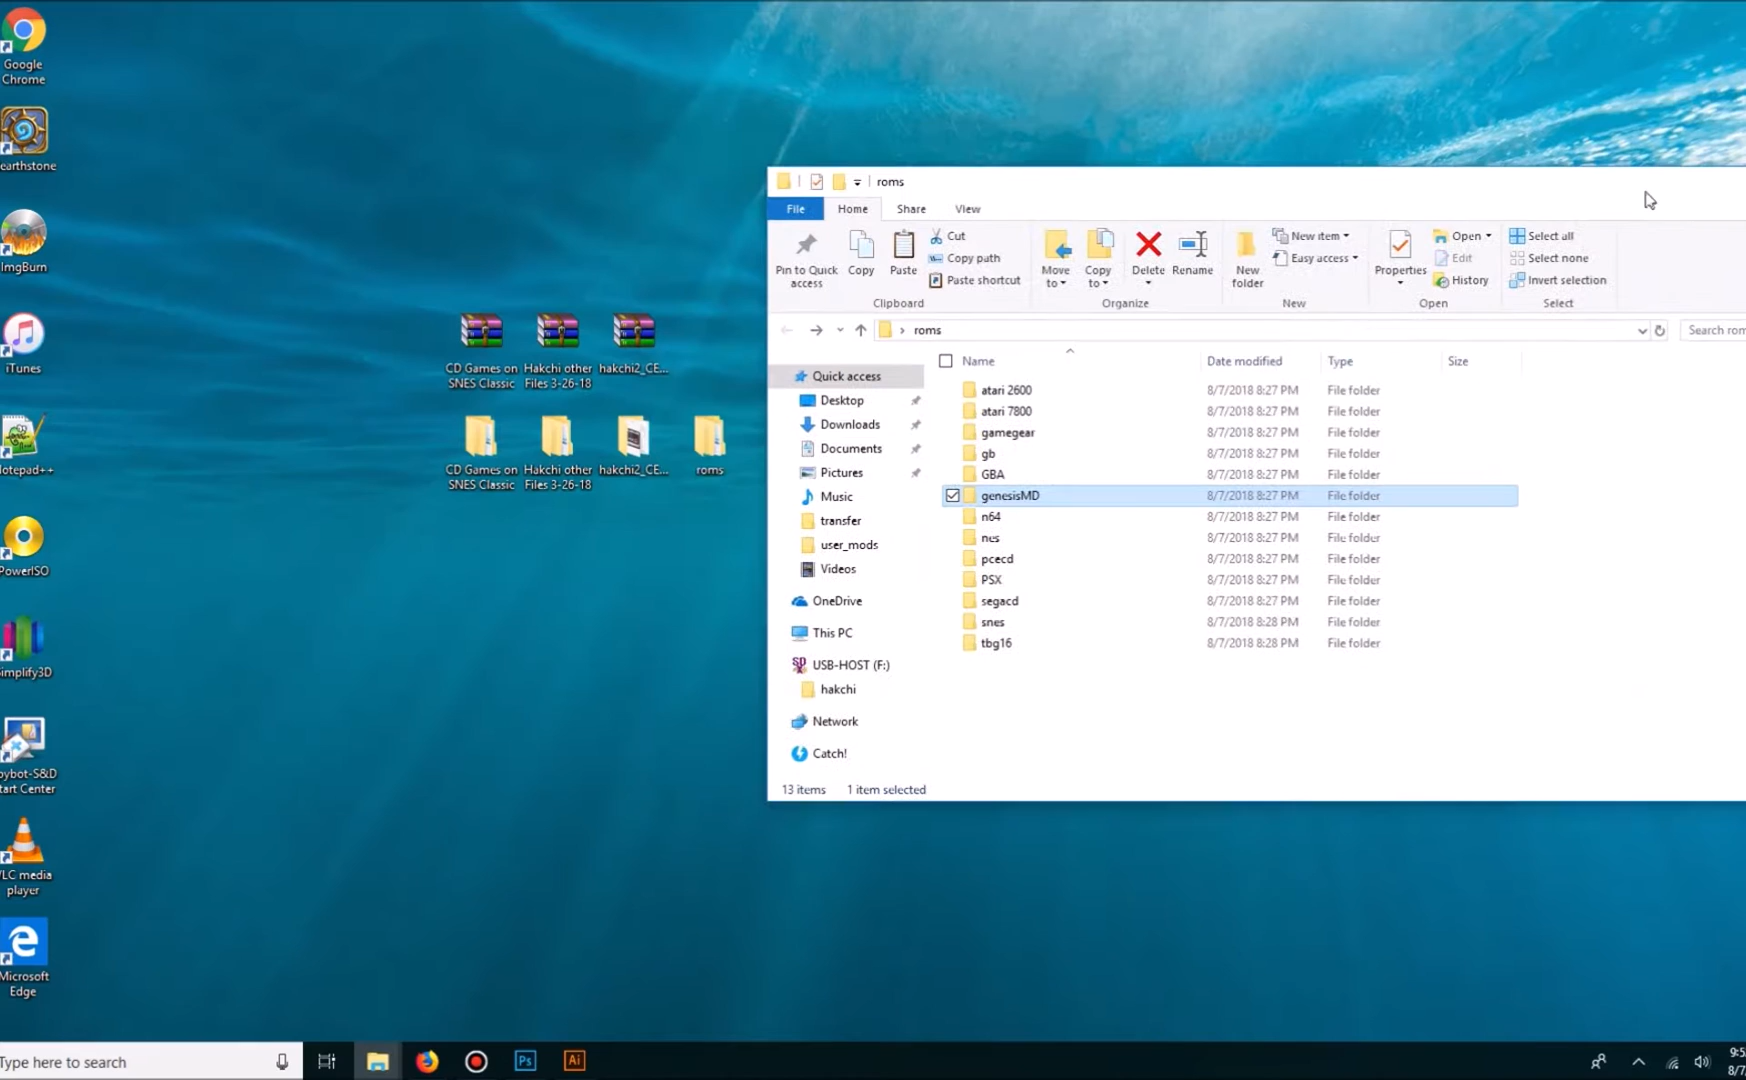 Google
Chrome
earthstone
ImgBurn
iTunes
otepad++
PowerISO
implify3D
pybot-S&D
tart Center
VLC media
player
Microsoft
Edge
CD Games on
SNES Classic
Hakchi other
Files 3-26-18
hakchi2_CE...
CD Games on
SNES Classic
Hakchi other
Files 3-26-18
hakchi2_CE...
roms
roms
File Home Share View
Pin to Quick
access
Copy
Paste
Cut
Copy path
Paste shortcut
Clipboard
Move
to
Copy
to
Delete
Rename
Organize
New
folder
New item
Easy access
New
Properties
Open
Edit
History
Open
Select all
Select none
Invert selection
Select
› roms
Search rom
Quick access
Desktop
Downloads
Documents
Pictures
Music
transfer
user_mods
Videos
OneDrive
This PC
USB-HOST (F:)
hakchi
Network
Catch!
Name Date modified Type Size
atari 2600 8/7/2018 8:27 PM File folder
atari 7800 8/7/2018 8:27 PM File folder
gamegear 8/7/2018 8:27 PM File folder
gb 8/7/2018 8:27 PM File folder
GBA 8/7/2018 8:27 PM File folder
genesisMD 8/7/2018 8:27 PM File folder
n64 8/7/2018 8:27 PM File folder
nes 8/7/2018 8:27 PM File folder
pcecd 8/7/2018 8:27 PM File folder
PSX 8/7/2018 8:27 PM File folder
segacd 8/7/2018 8:27 PM File folder
snes 8/7/2018 8:28 PM File folder
tbg16 8/7/2018 8:28 PM File folder
13 items 1 item selected
Type here to search
Ps
Ai
9:5
8/7